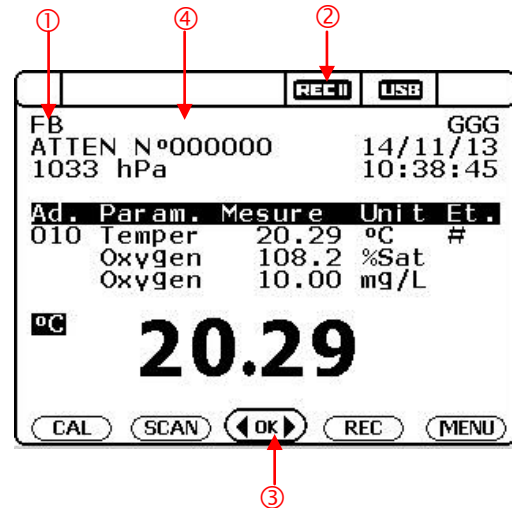 ① ④ ②
REC II USB
FB GGG
ATTEN Nº000000 14/11/13
1033 hPa 10:38:45
Ad. Param. Mesure Unit Et.
010 Temper 20.29 ºC #
Oxygen 108.2 %Sat
Oxygen 10.00 mg/L
ºC 20.29
CAL SCAN OK REC MENU
③